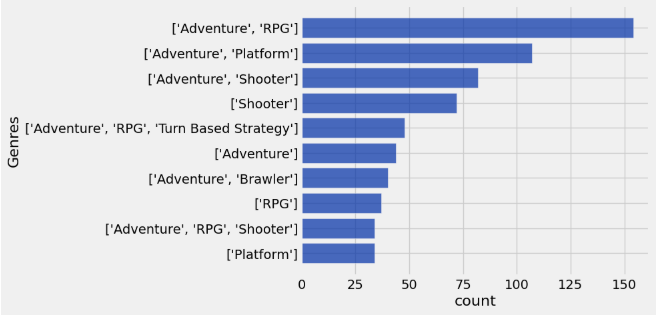 ['Adventure', 'RPG']
['Adventure', 'Platform']
['Adventure', 'Shooter']
['Shooter']
['Adventure', 'RPG', 'Turn Based Strategy']
['Adventure']
['Adventure', 'Brawler']
['RPG']
['Adventure', 'RPG', 'Shooter']
['Platform']
Genres
0 25 50 75 100 125 150
count